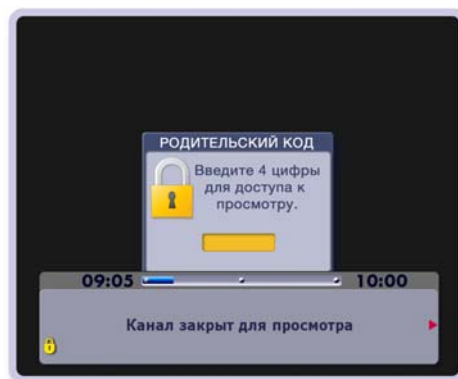 РОДИТЕЛЬСКИЙ КОД
Введите 4 цифры
для доступа к
просмотру.
09:05 10:00
Канал закрыт для просмотра